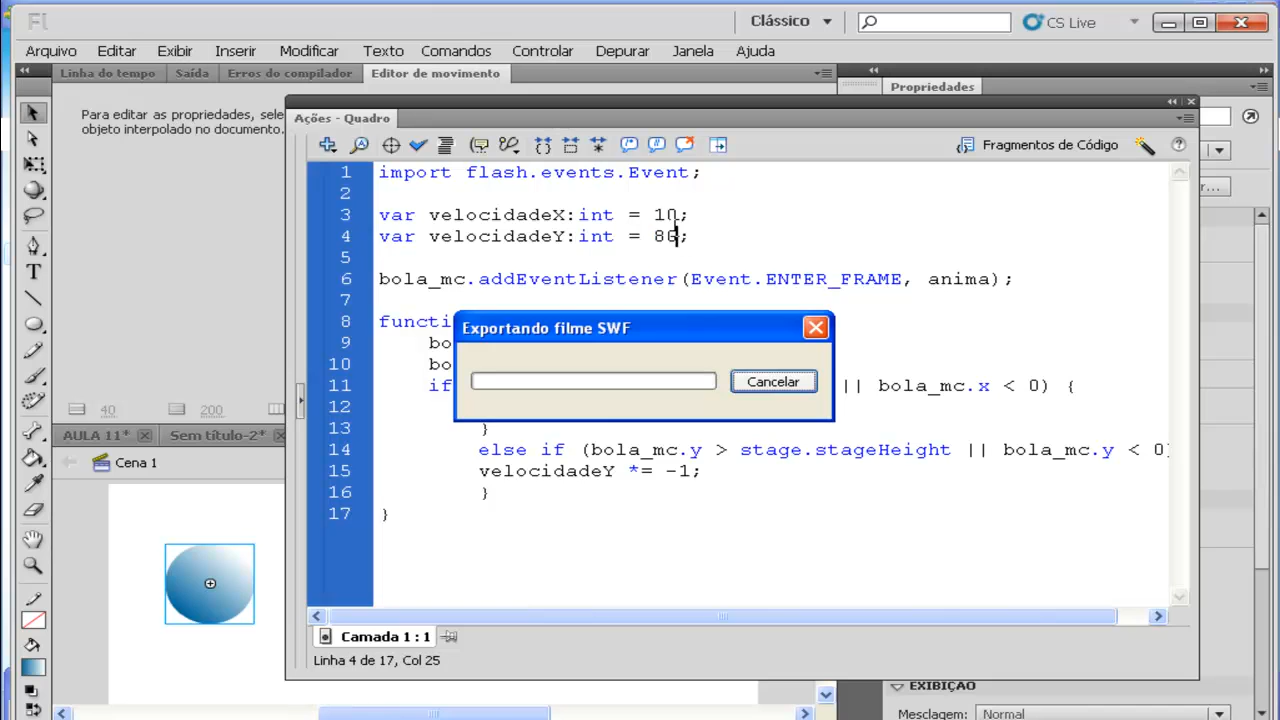 Fl
Clássico
CS Live
Arquivo Editar Exibir Inserir Modificar Texto Comandos Controlar Depurar Janela Ajuda
Linha do tempo Saída Erros do compilador Editor de movimento
Propriedades
Para editar as propriedades, sele
objeto interpolado no documento.
Ações - Quadro
Fragmentos de Código
1 import flash.events.Event;
2
3 var velocidadeX:int = 10;
4 var velocidadeY:int = 80;
5
6 bola_mc.addEventListener(Event.ENTER_FRAME, anima);
7
8 functi
9 bo
10 bo
11 if || bola_mc.x < 0) {
12
13 }
14 else if (bola_mc.y > stage.stageHeight || bola_mc.y < 0)
15 velocidadeY *= -1;
16 }
17 }
Exportando filme SWF
Cancelar
40 200
AULA 11* Sem título-2*
Cena 1
Camada 1 : 1
Linha 4 de 17, Col 25
EXIBIÇÃO
Mesclagem: Normal